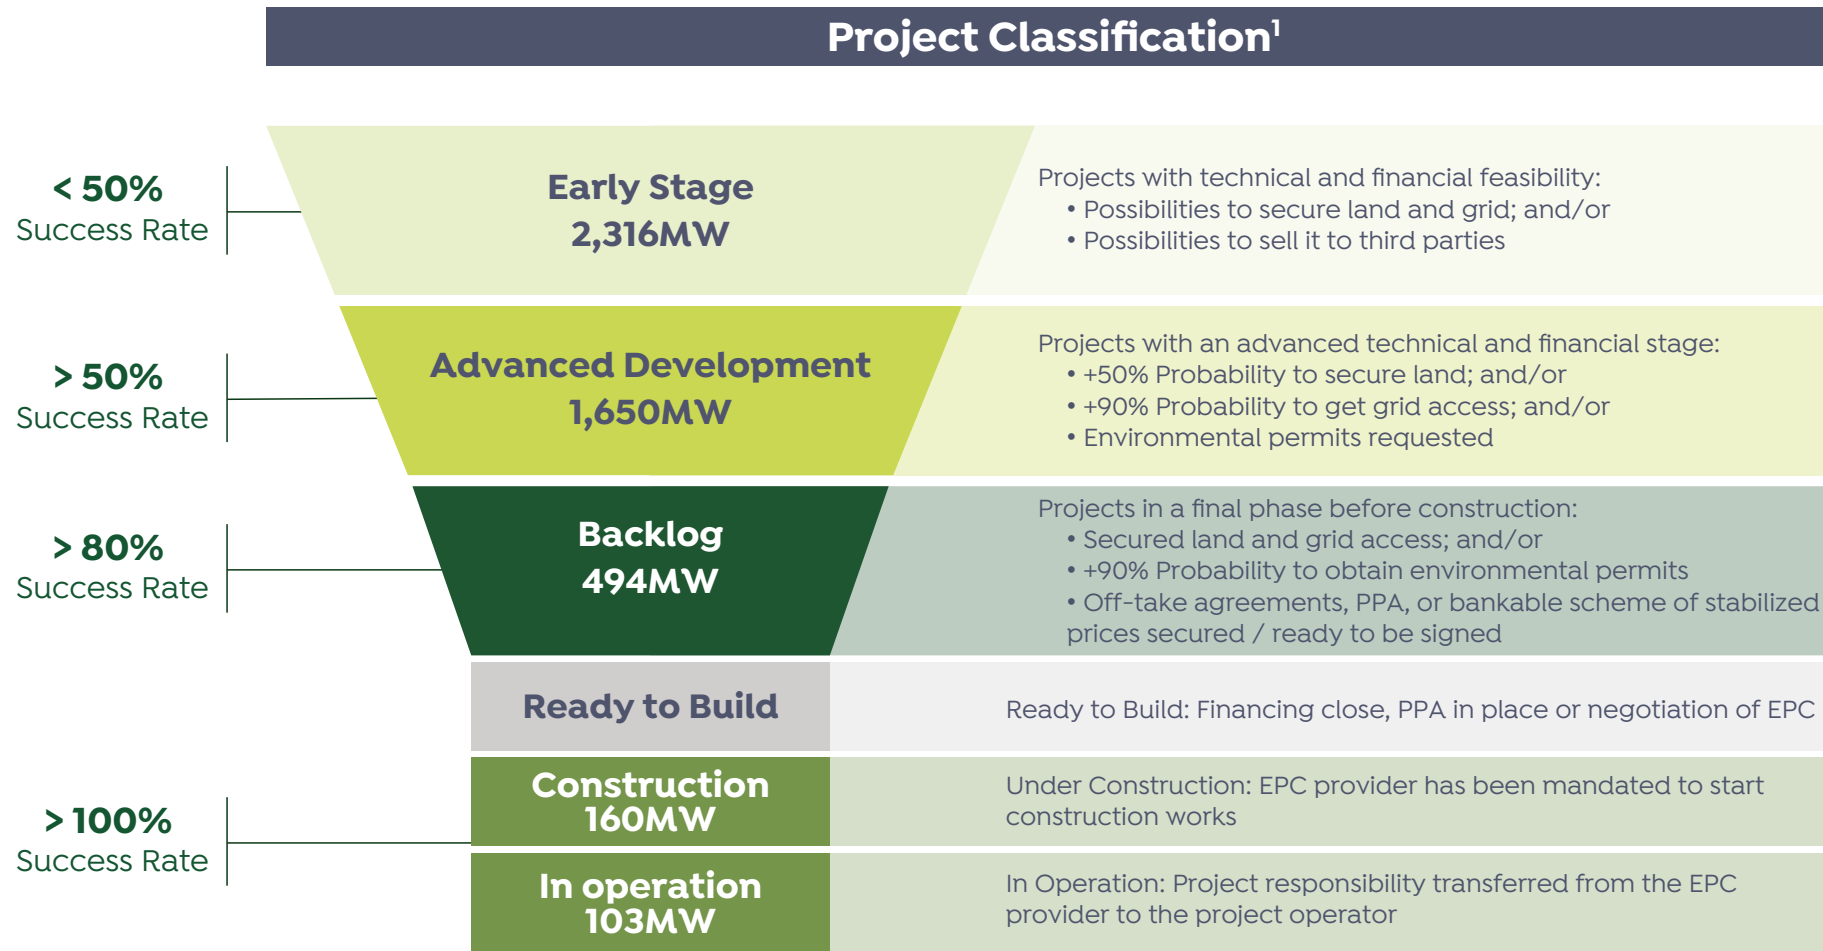 Project Classification¹
< 50%
Success Rate
Early Stage
2,316MW
Projects with technical and financial feasibility:
• Possibilities to secure land and grid; and/or
• Possibilities to sell it to third parties
> 50%
Success Rate
Advanced Development
1,650MW
Projects with an advanced technical and financial stage:
• +50% Probability to secure land; and/or
• +90% Probability to get grid access; and/or
• Environmental permits requested
> 80%
Success Rate
Backlog
494MW
Projects in a final phase before construction:
• Secured land and grid access; and/or
• +90% Probability to obtain environmental permits
• Off-take agreements, PPA, or bankable scheme of stabilized
prices secured / ready to be signed
Ready to Build
Ready to Build: Financing close, PPA in place or negotiation of EPC
> 100%
Success Rate
Construction
160MW
Under Construction: EPC provider has been mandated to start
construction works
In operation
103MW
In Operation: Project responsibility transferred from the EPC
provider to the project operator